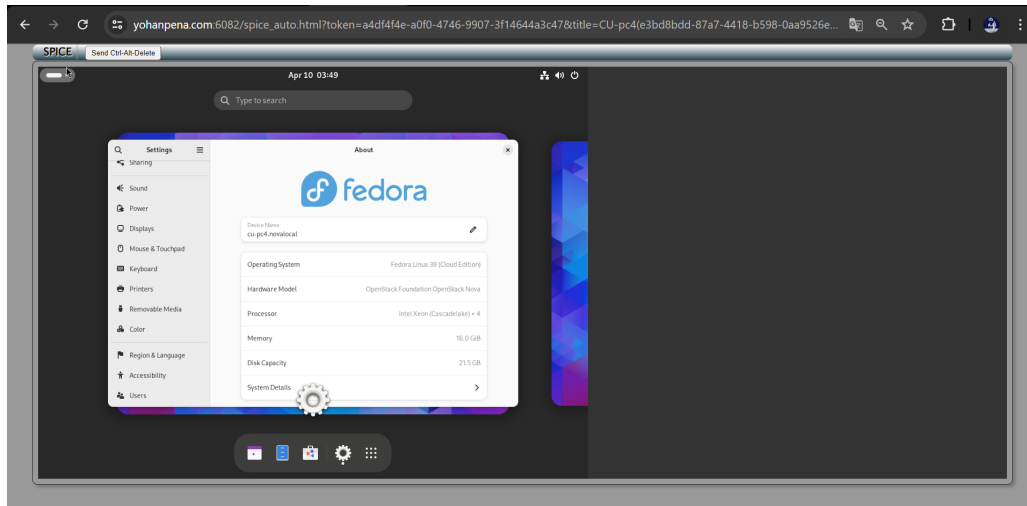 yohanpena.com:6082/spice_auto.html?token=a4df4f4e-a0f0-4746-9907-3f14644a3c47&title=CU-pc4(e3bd8bdd-87a7-4418-b598-0aa9526e...
SPICE
Send Ctrl-Alt-Delete
Apr 10 03:49
Type to search
Settings
About
Sharing
Sound
Power
Displays
Mouse & Touchpad
Keyboard
Printers
Removable Media
Color
Region & Language
Accessibility
Users
fedora
Device Name
cu-pc4.novalocal
Operating System Fedora Linux 39 (Cloud Edition)
Hardware Model OpenStack Foundation OpenStack Nova
Processor Intel Xeon (Cascadelake) × 4
Memory 16.0 GiB
Disk Capacity 21.5 GB
System Details